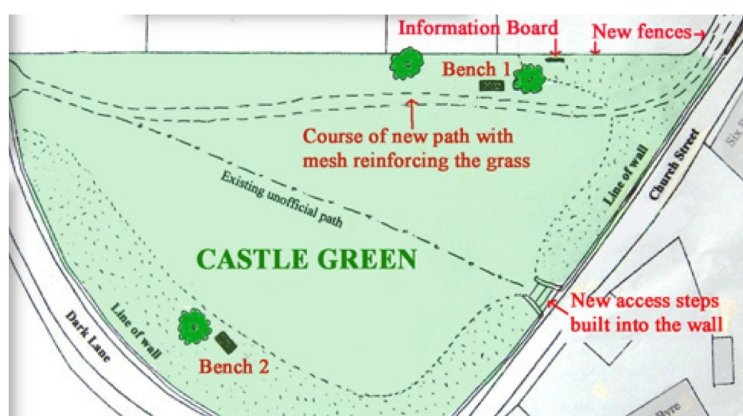 Information Board
New fences
Bench 1
Course of new path with
mesh reinforcing the grass
Line of wall
Church Street
Existing unofficial path
CASTLE GREEN
New access steps
built into the wall
Line of wall
Dark Lane
Bench 2